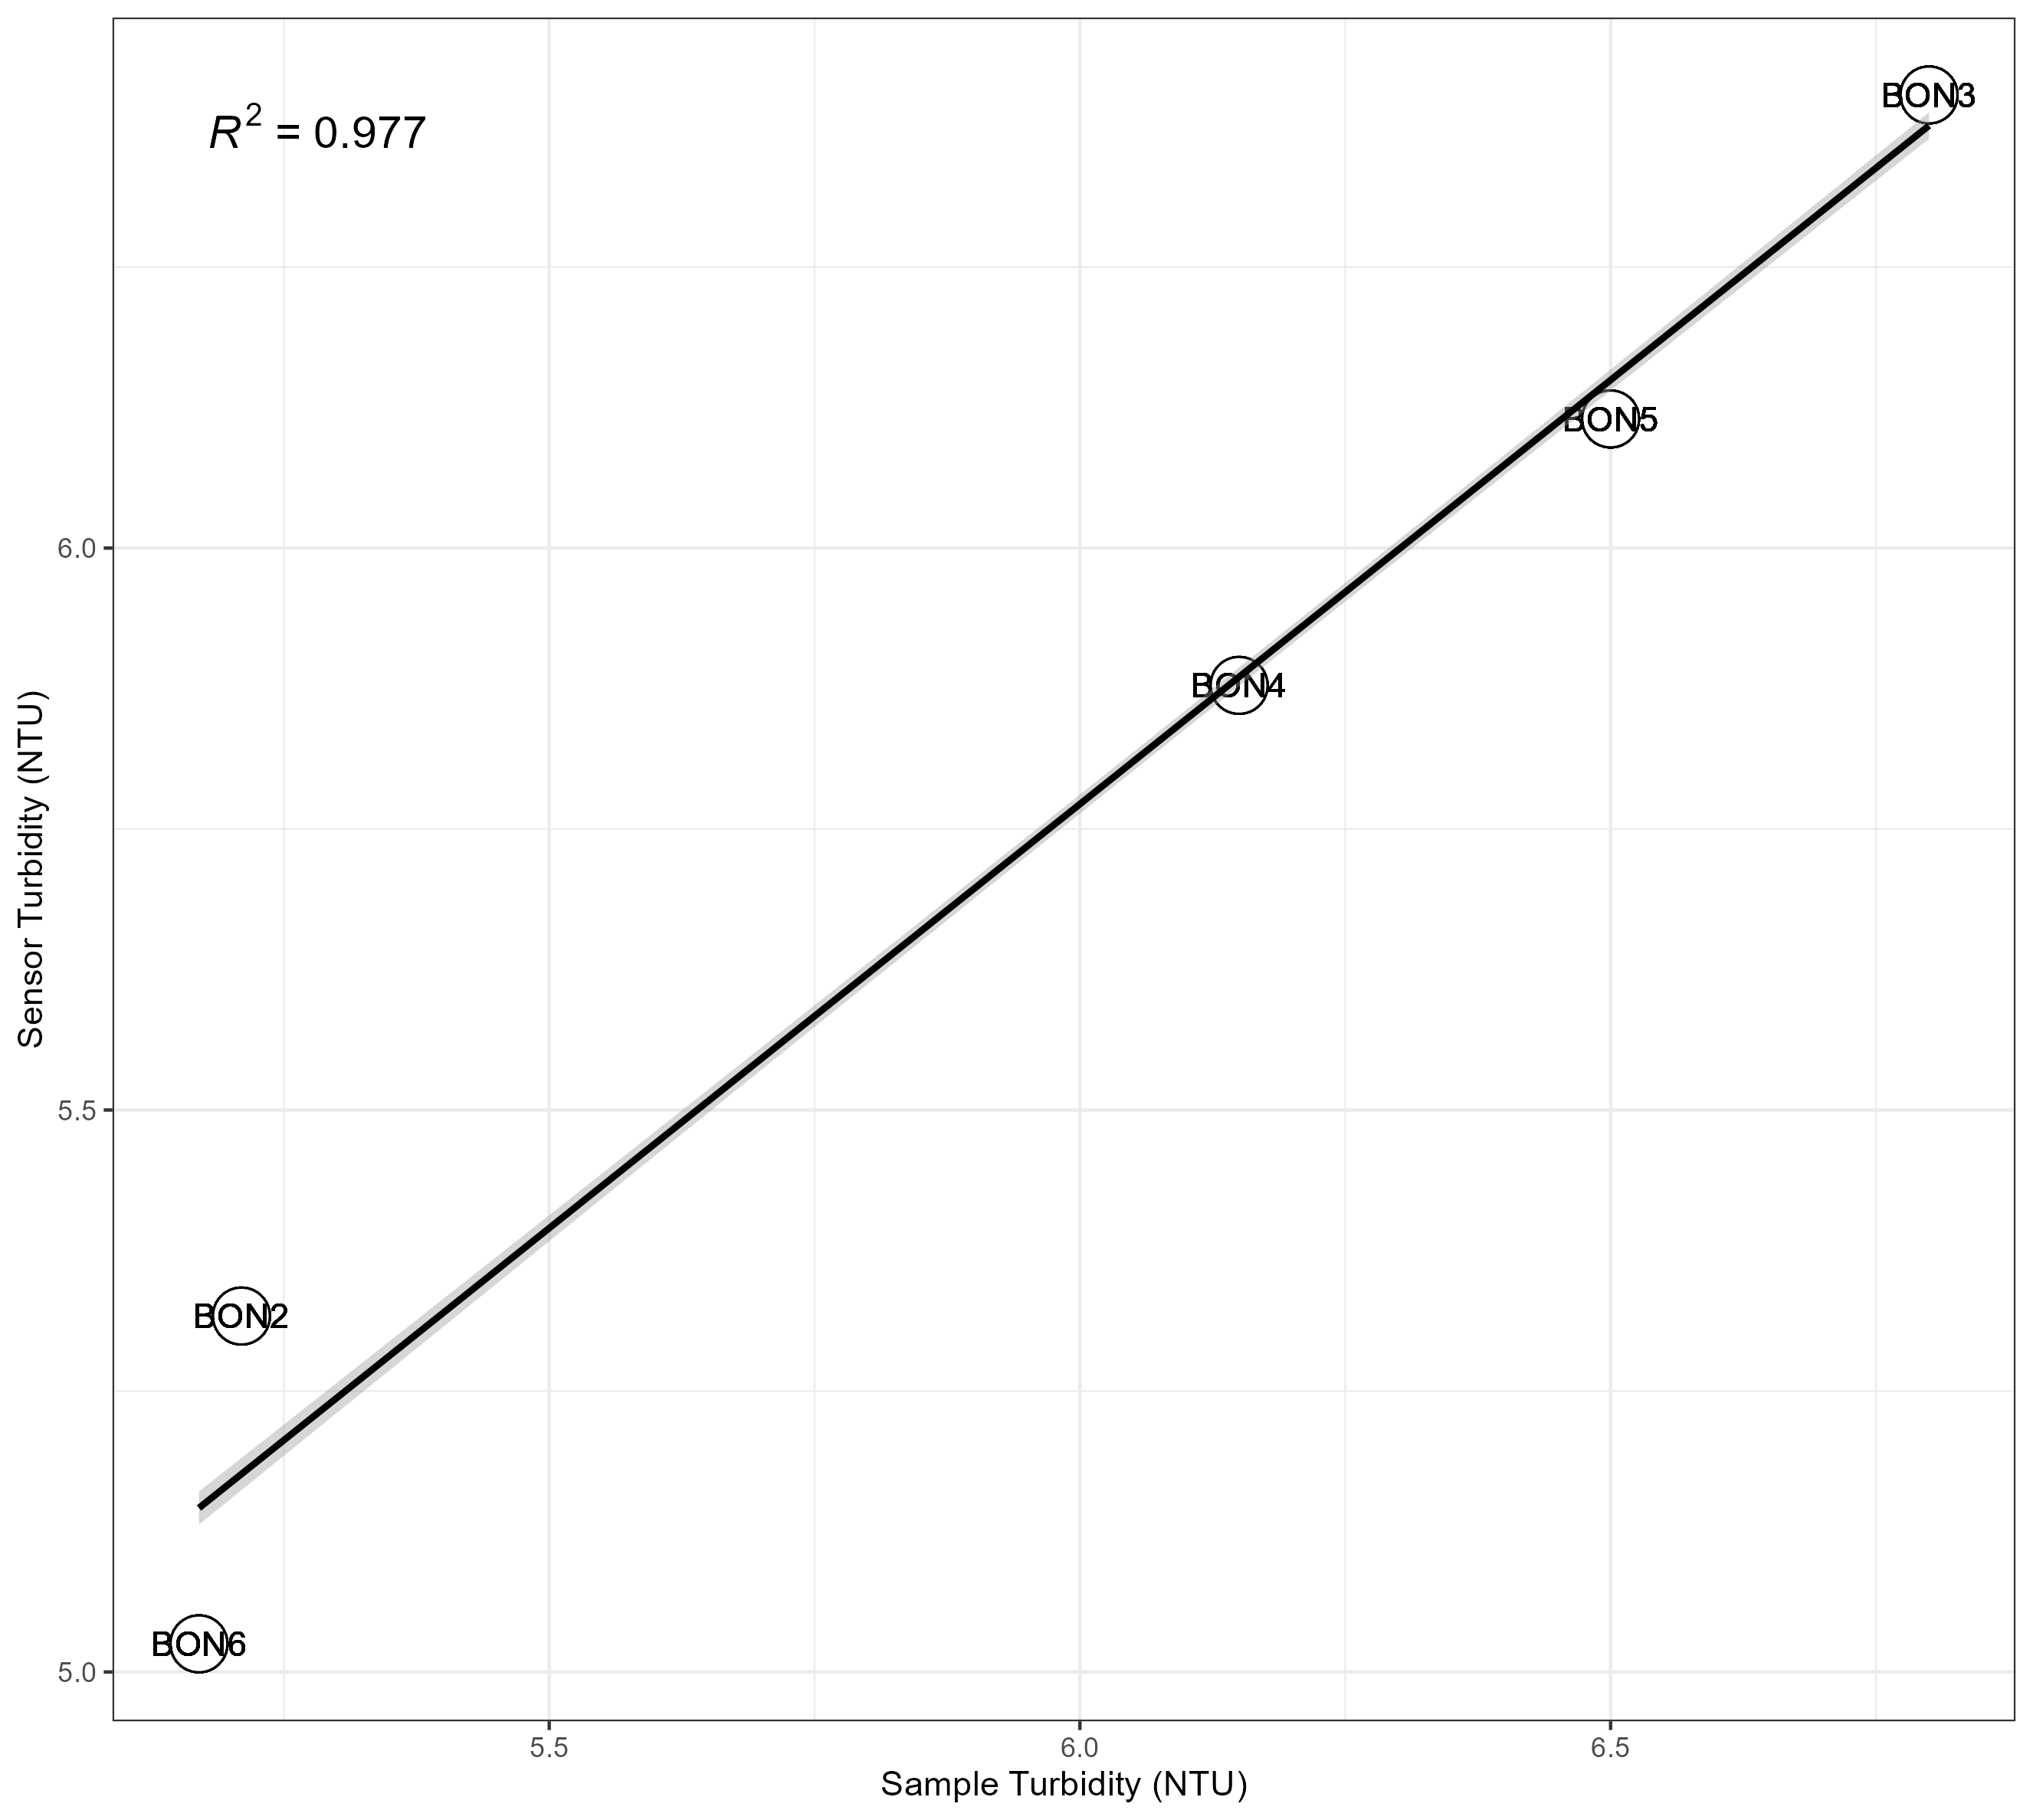 R² = 0.977
BON3
BON5
6.0
BON4
Sensor Turbidity (NTU)
5.5
BON2
BON6
5.0
5.5 6.0 6.5
Sample Turbidity (NTU)